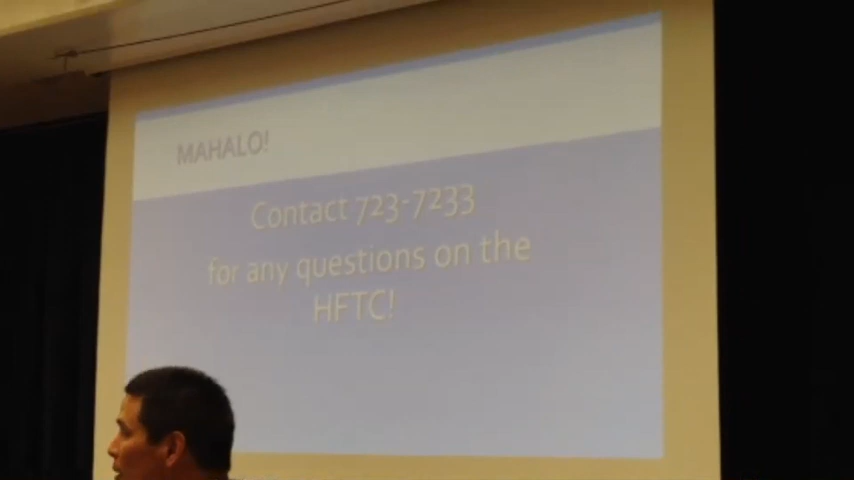 MAHALO!
Contact 723-7233
for any questions on the
HFTC!